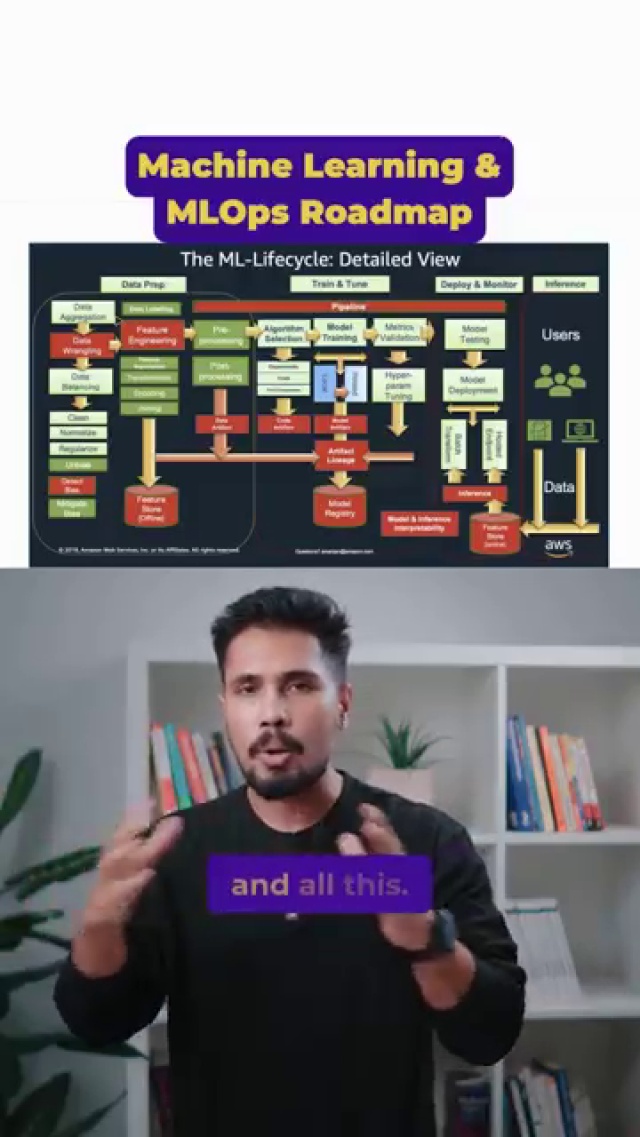 Machine Learning &
MLOps Roadmap
The ML-Lifecycle: Detailed View
Data Prep
Train & Tune
Deploy & Monitor
Inference
Pipeline
Data
Aggregation
Data Labelling
Data
Wrangling
Feature
Engineering
Pre-
processing
Algorithm
Selection
Model
Training
Metrics
Validation
Model
Testing
Users
Data
Balancing
Post-
processing
Hyper-
param
Tuning
Model
Deployment
Clean
Normalize
Regularize
Unbias
Detect
Bias
Mitigate
Bias
Data
Artifact
Code
Artifact
Model
Artifact
Batch
Transform
Hosted
Endpoint
Artifact
Lineage
Feature
Store
(Offline)
Model
Registry
Model & Inference
Interpretability
Inference
Feature
Store
Data
aws
and all this.